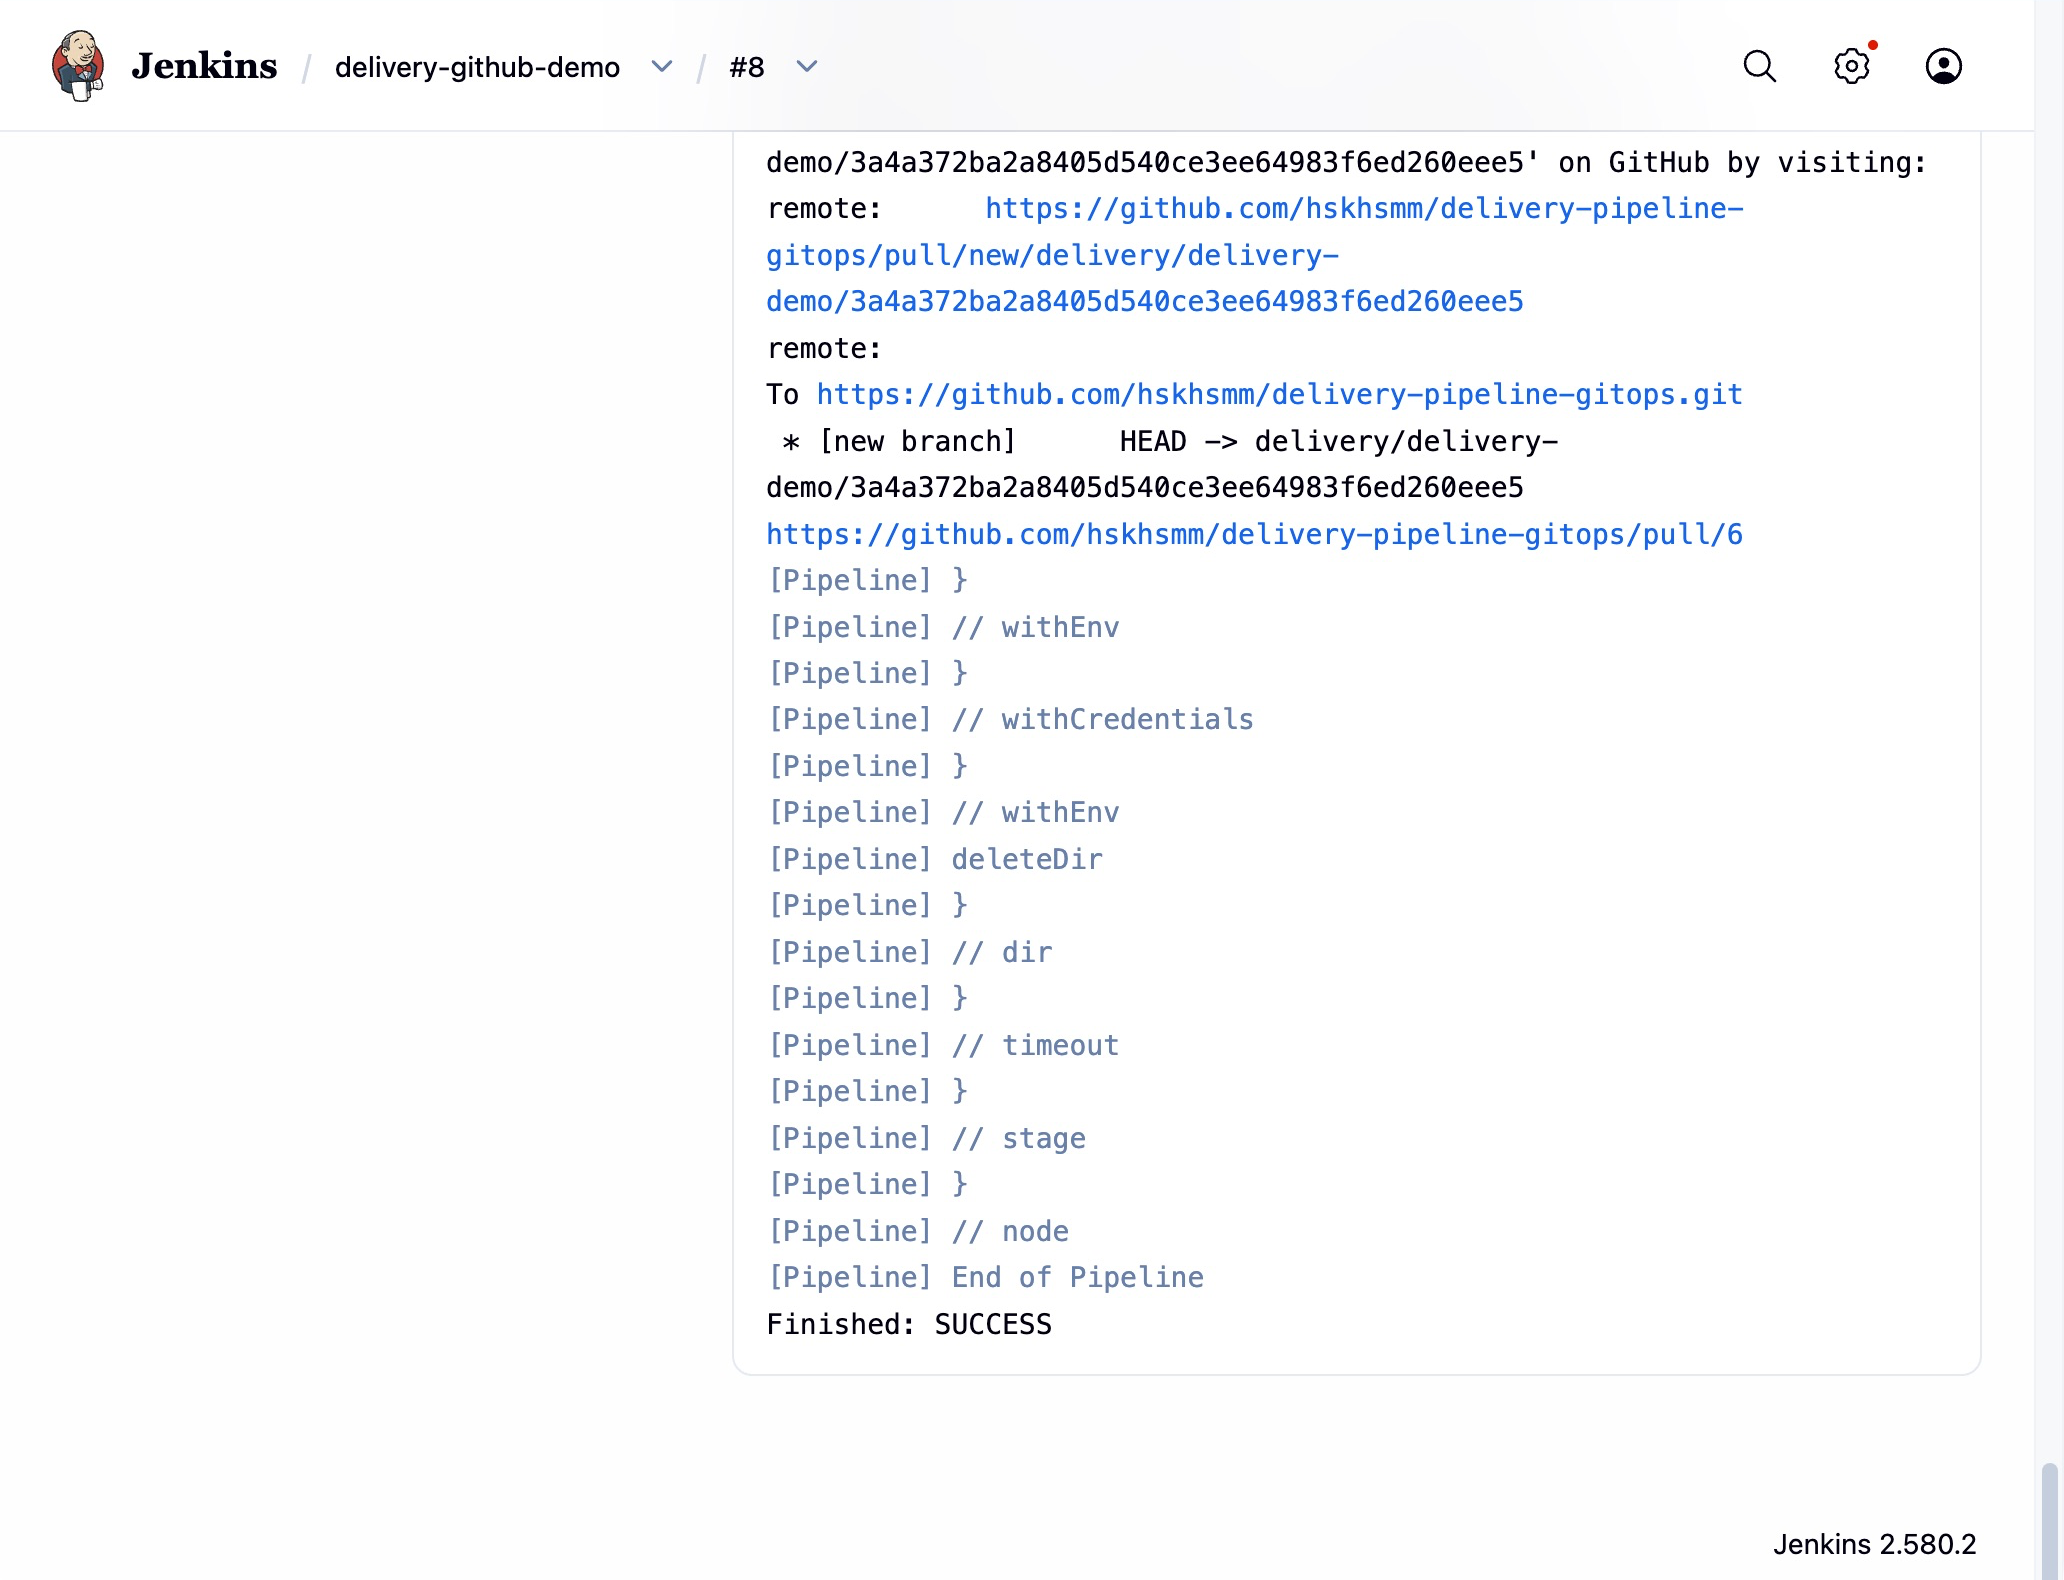 Jenkins / delivery-github-demo / #8
demo/3a4a372ba2a8405d540ce3ee64983f6ed260eee5' on GitHub by visiting:
remote:      https://github.com/hskhsmm/delivery-pipeline-
gitops/pull/new/delivery/delivery-
demo/3a4a372ba2a8405d540ce3ee64983f6ed260eee5
remote:
To https://github.com/hskhsmm/delivery-pipeline-gitops.git
 * [new branch]      HEAD -> delivery/delivery-
demo/3a4a372ba2a8405d540ce3ee64983f6ed260eee5
https://github.com/hskhsmm/delivery-pipeline-gitops/pull/6
[Pipeline] }
[Pipeline] // withEnv
[Pipeline] }
[Pipeline] // withCredentials
[Pipeline] }
[Pipeline] // withEnv
[Pipeline] deleteDir
[Pipeline] }
[Pipeline] // dir
[Pipeline] }
[Pipeline] // timeout
[Pipeline] }
[Pipeline] // stage
[Pipeline] }
[Pipeline] // node
[Pipeline] End of Pipeline
Finished: SUCCESS
Jenkins 2.580.2